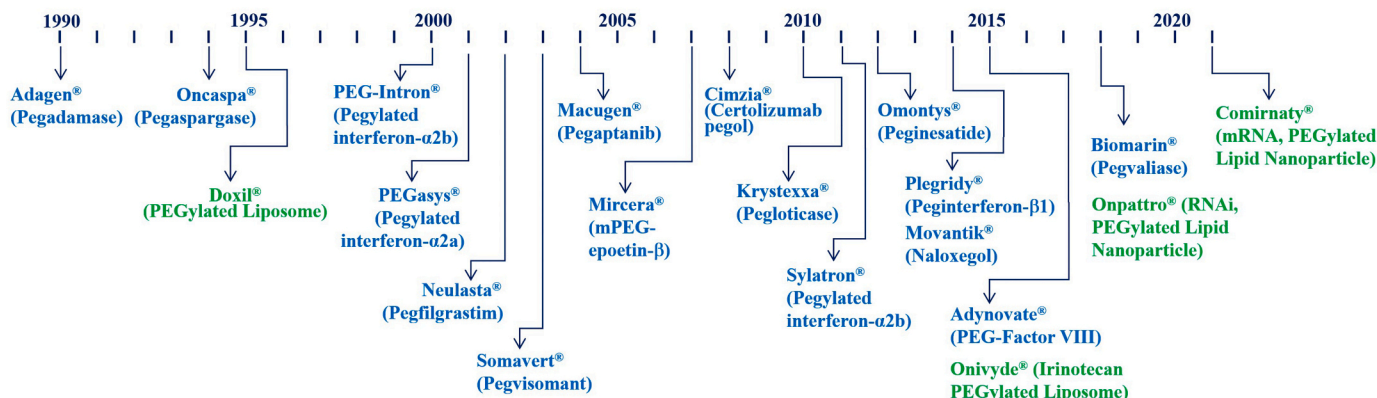 1990 1995 2000 2005 2010 2015 2020
Adagen®
(Pegadamase)
Oncaspa®
(Pegaspargase)
Doxil®
(PEGylated Liposome)
PEG-Intron®
(Pegylated
interferon-α2b)
PEGasys®
(Pegylated
interferon-α2a)
Neulasta®
(Pegfilgrastim)
Somavert®
(Pegvisomant)
Macugen®
(Pegaptanib)
Mircera®
(mPEG-
epoetin-β)
Cimzia®
(Certolizumab
pegol)
Krystexxa®
(Pegloticase)
Sylatron®
(Pegylated
interferon-α2b)
Omontys®
(Peginesatide)
Plegridy®
(Peginterferon-β1)
Movantik®
(Naloxegol)
Adynovate®
(PEG-Factor VIII)
Onivyde® (Irinotecan
PEGylated Liposome)
Biomarin®
(Pegvaliase)
Onpattro® (RNAi,
PEGylated Lipid
Nanoparticle)
Comirnaty®
(mRNA, PEGylated
Lipid Nanoparticle)